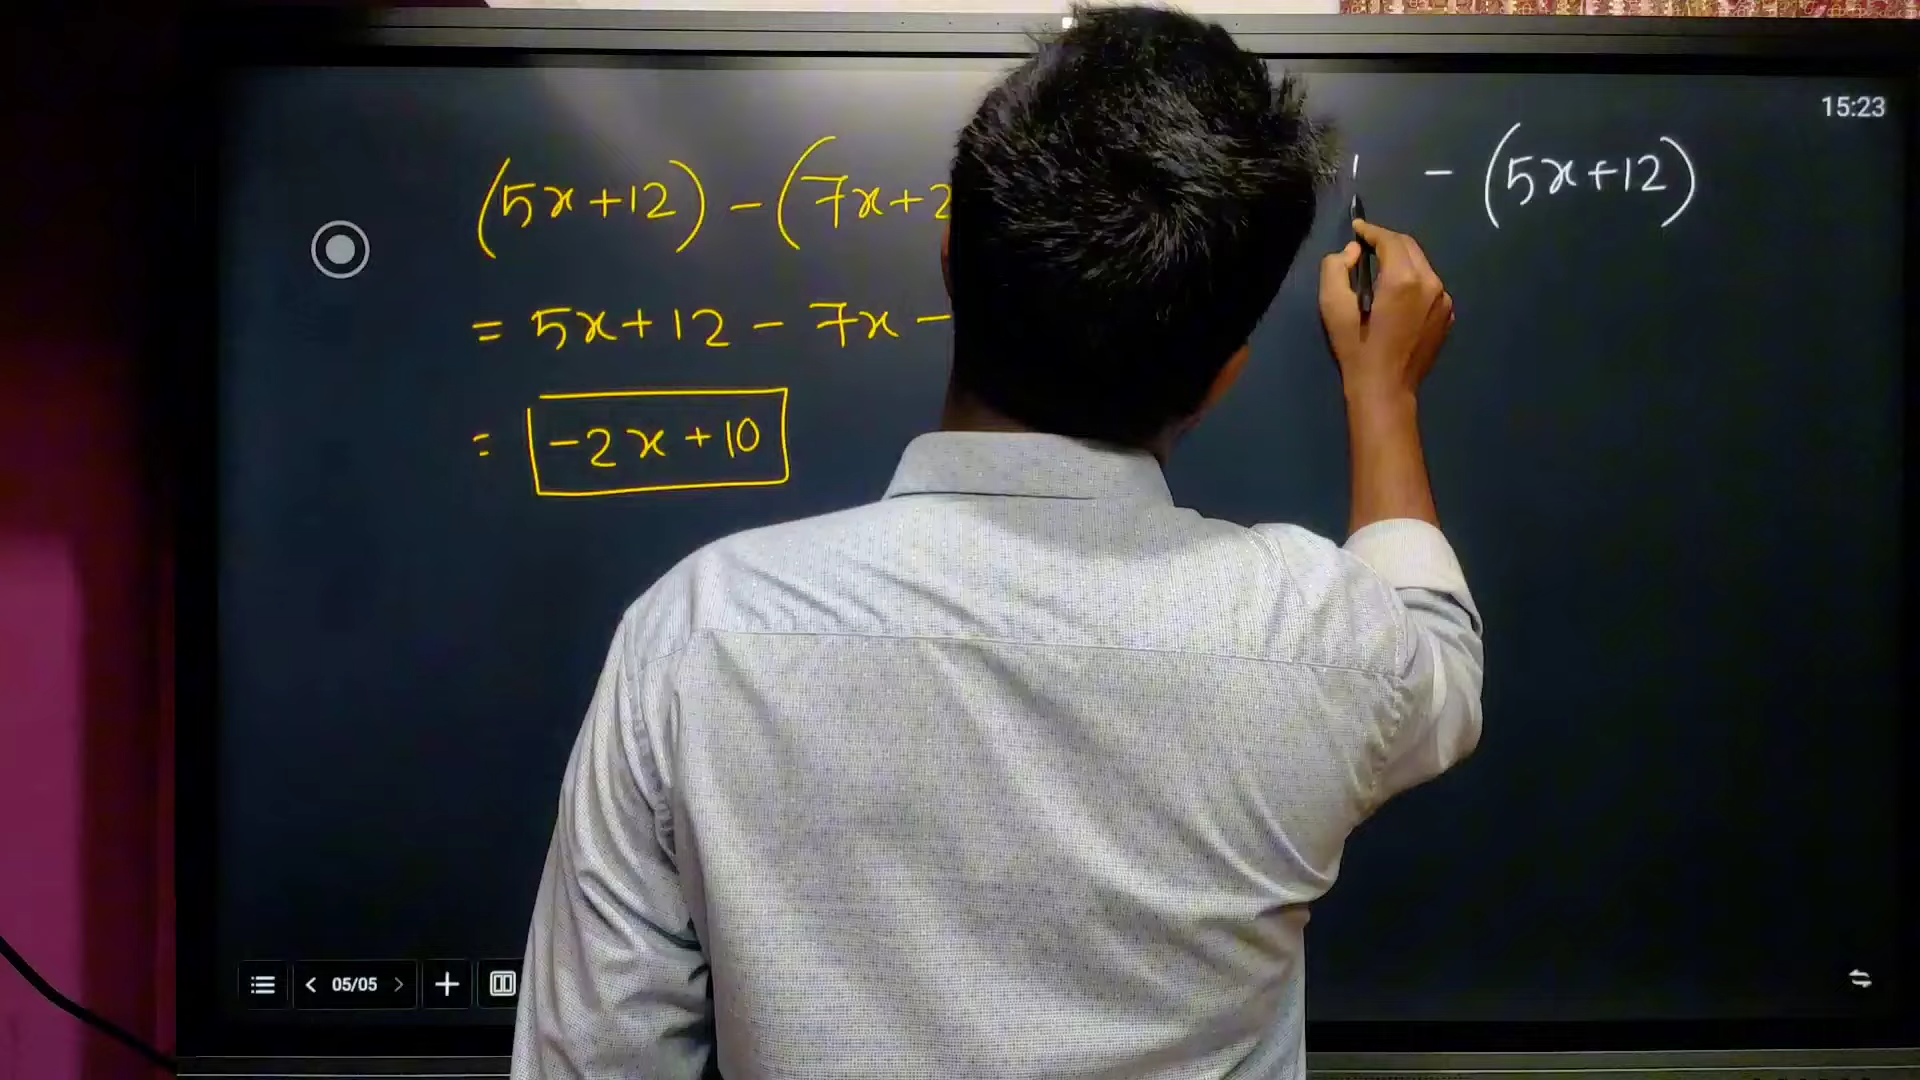 15:23
(5x+12) - (7x+2
- (5x+12)
= 5x+12 - 7x -
= -2x+10
05/05